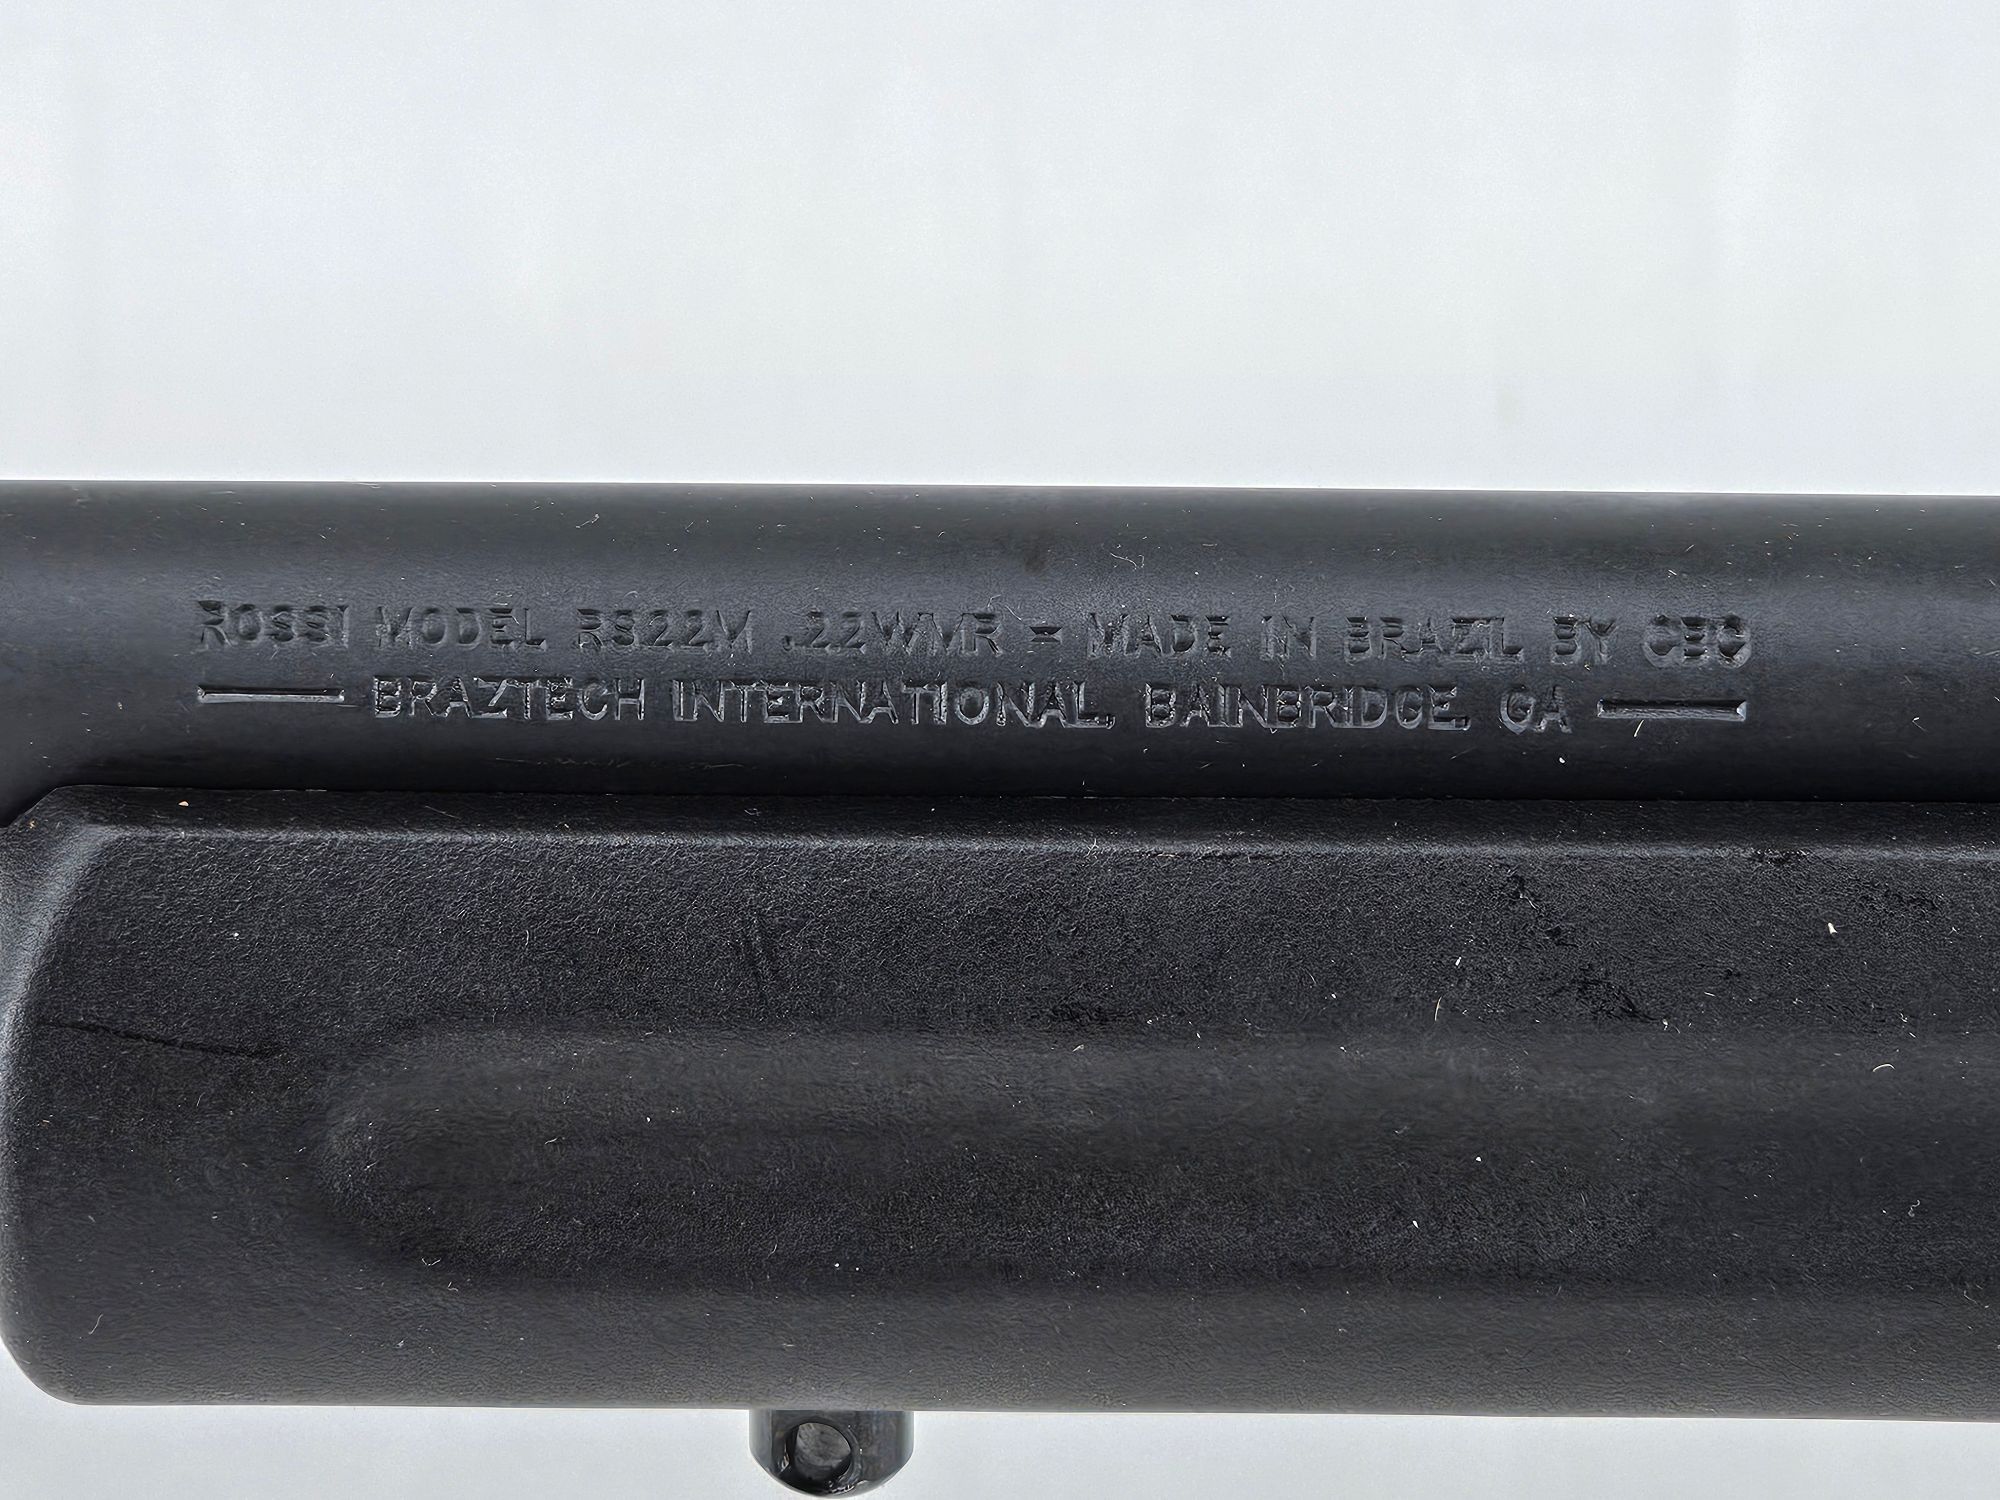 ROSSI MODEL RS22M .22WMR - MADE IN BRAZIL BY CBC
BRAZTECH INTERNATIONAL, BAINBRIDGE, GA